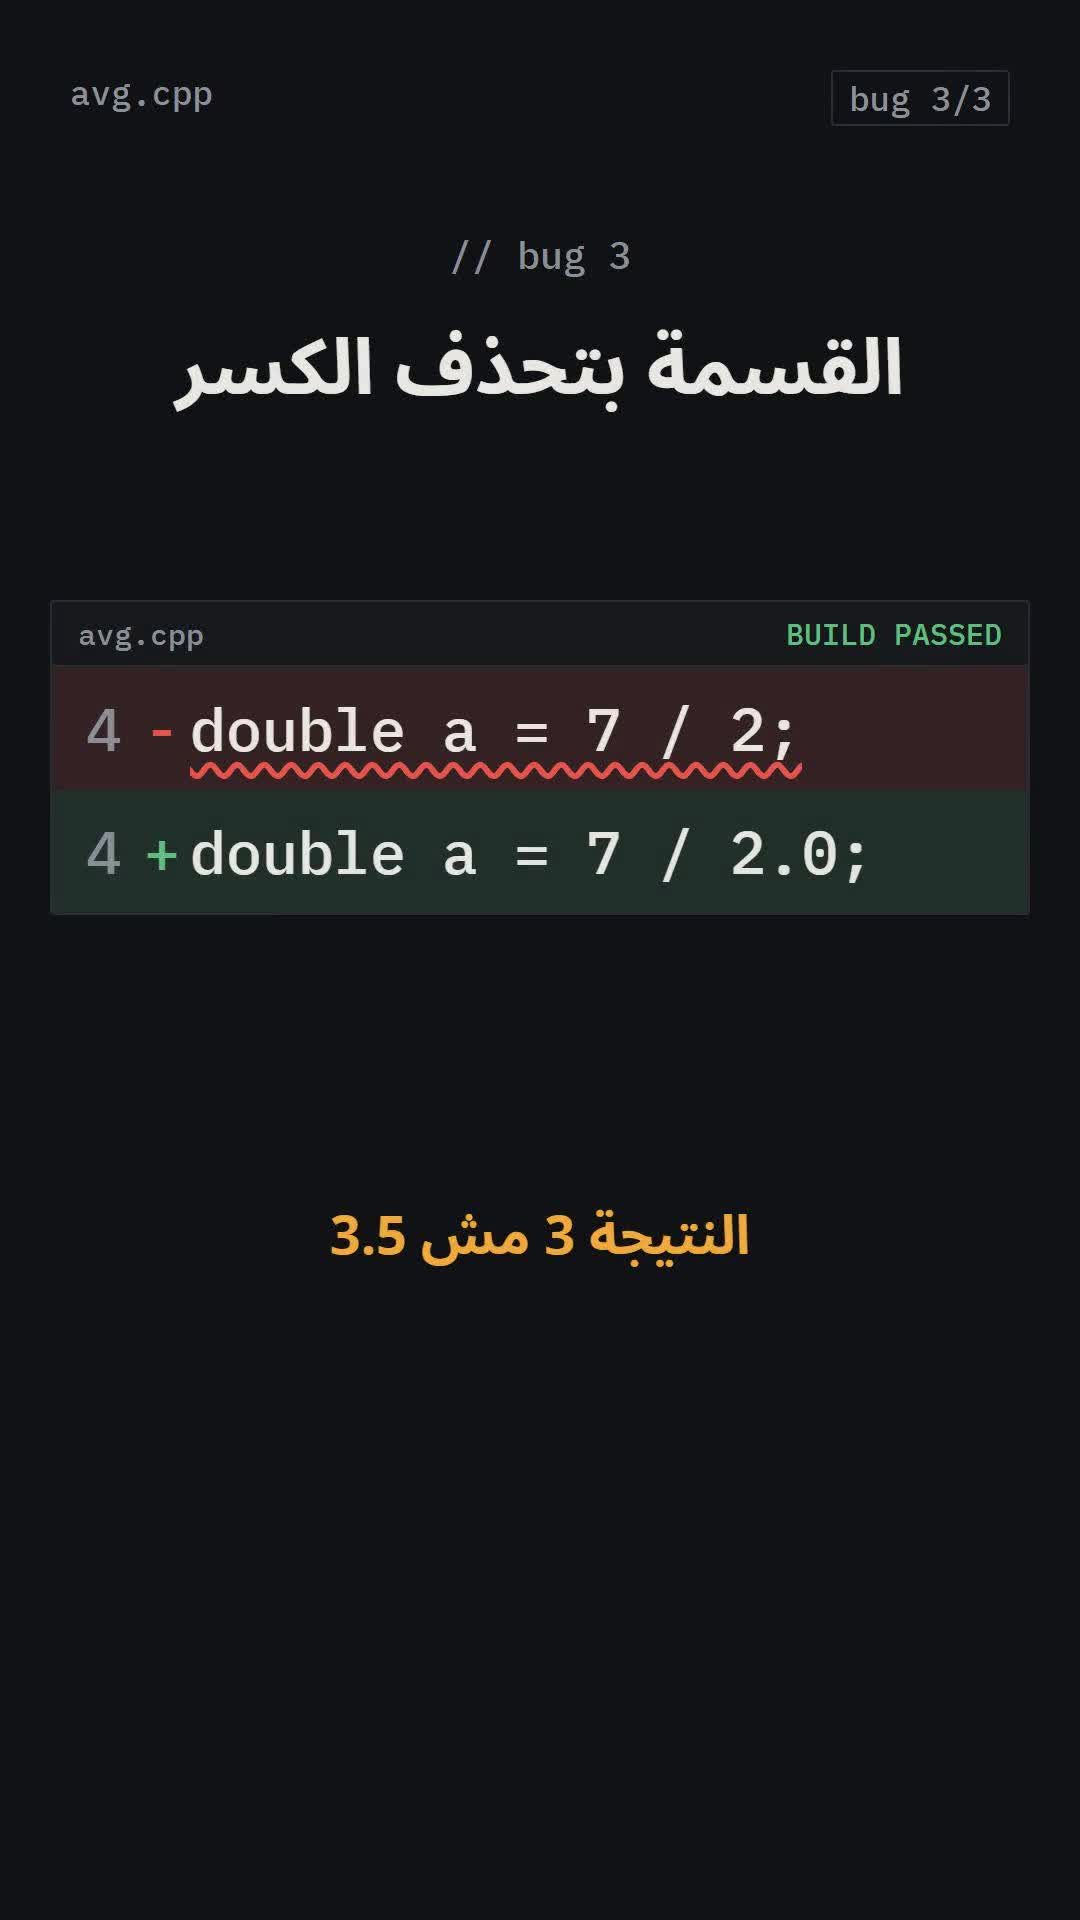 avg.cpp
bug 3/3
// bug 3
القسمة بتحذف الكسر
avg.cpp
BUILD PASSED
4 - double a = 7 / 2;
4 + double a = 7 / 2.0;
النتيجة 3 مش 3.5